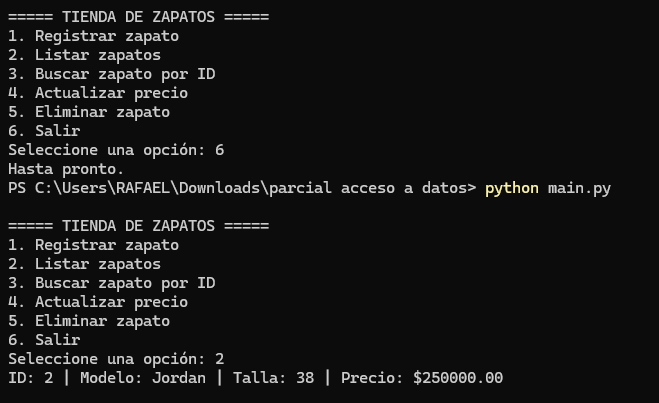 ===== TIENDA DE ZAPATOS =====
1. Registrar zapato
2. Listar zapatos
3. Buscar zapato por ID
4. Actualizar precio
5. Eliminar zapato
6. Salir
Seleccione una opción: 6
Hasta pronto.
PS C:\Users\RAFAEL\Downloads\parcial acceso a datos> python main.py
===== TIENDA DE ZAPATOS =====
1. Registrar zapato
2. Listar zapatos
3. Buscar zapato por ID
4. Actualizar precio
5. Eliminar zapato
6. Salir
Seleccione una opción: 2
ID: 2 | Modelo: Jordan | Talla: 38 | Precio: $250000.00